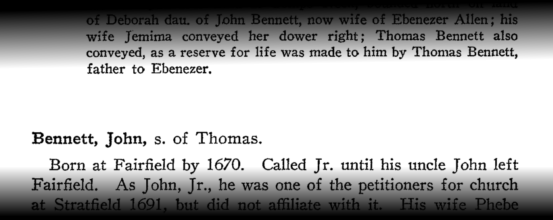 of Deborah dau. of John Bennett, now wife of Ebenezer Allen; his
wife Jemima conveyed her dower right; Thomas Bennett also
conveyed, as a reserve for life was made to him by Thomas Bennett,
father to Ebenezer.
Bennett, John, s. of Thomas.
Born at Fairfield by 1670. Called Jr. until his uncle John left
Fairfield. As John, Jr., he was one of the petitioners for church
at Stratfield 1691, but did not affiliate with it. His wife Phebe